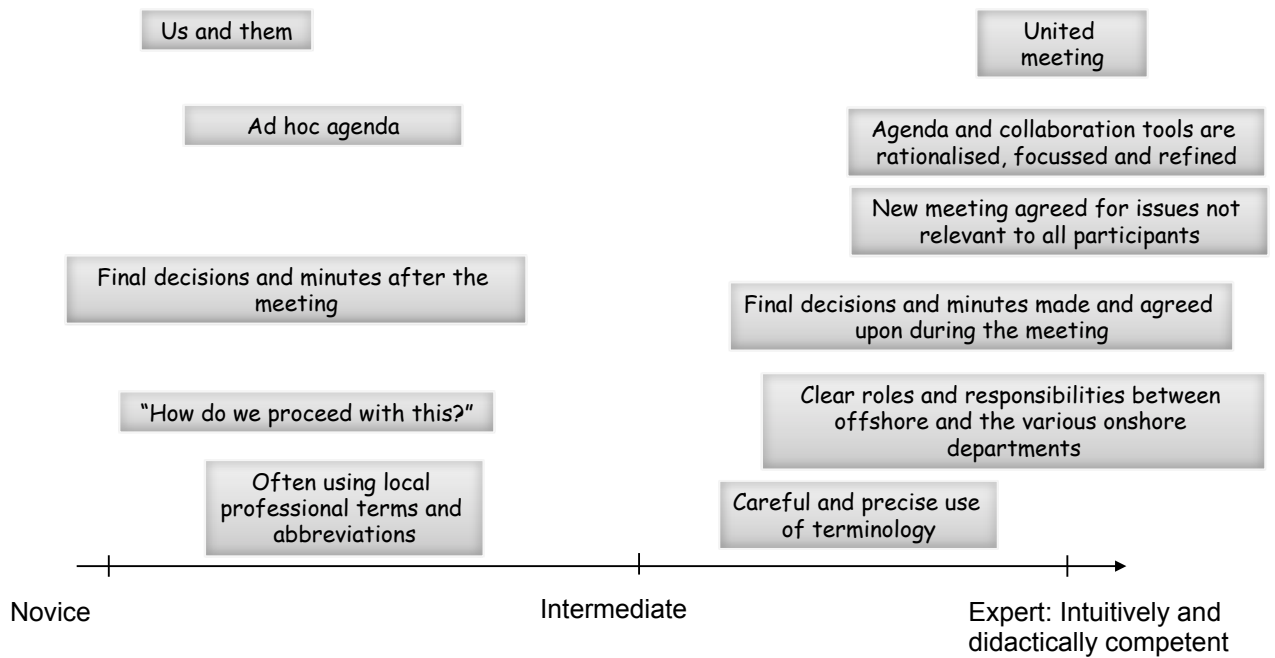 Us and them
United
meeting
Ad hoc agenda
Agenda and collaboration tools are
rationalised, focussed and refined
New meeting agreed for issues not
relevant to all participants
Final decisions and minutes after the
meeting
Final decisions and minutes made and agreed
upon during the meeting
“How do we proceed with this?”
Clear roles and responsibilities between
offshore and the various onshore
departments
Often using local
professional terms and
abbreviations
Careful and precise use
of terminology
Novice
Intermediate
Expert: Intuitively and
didactically competent